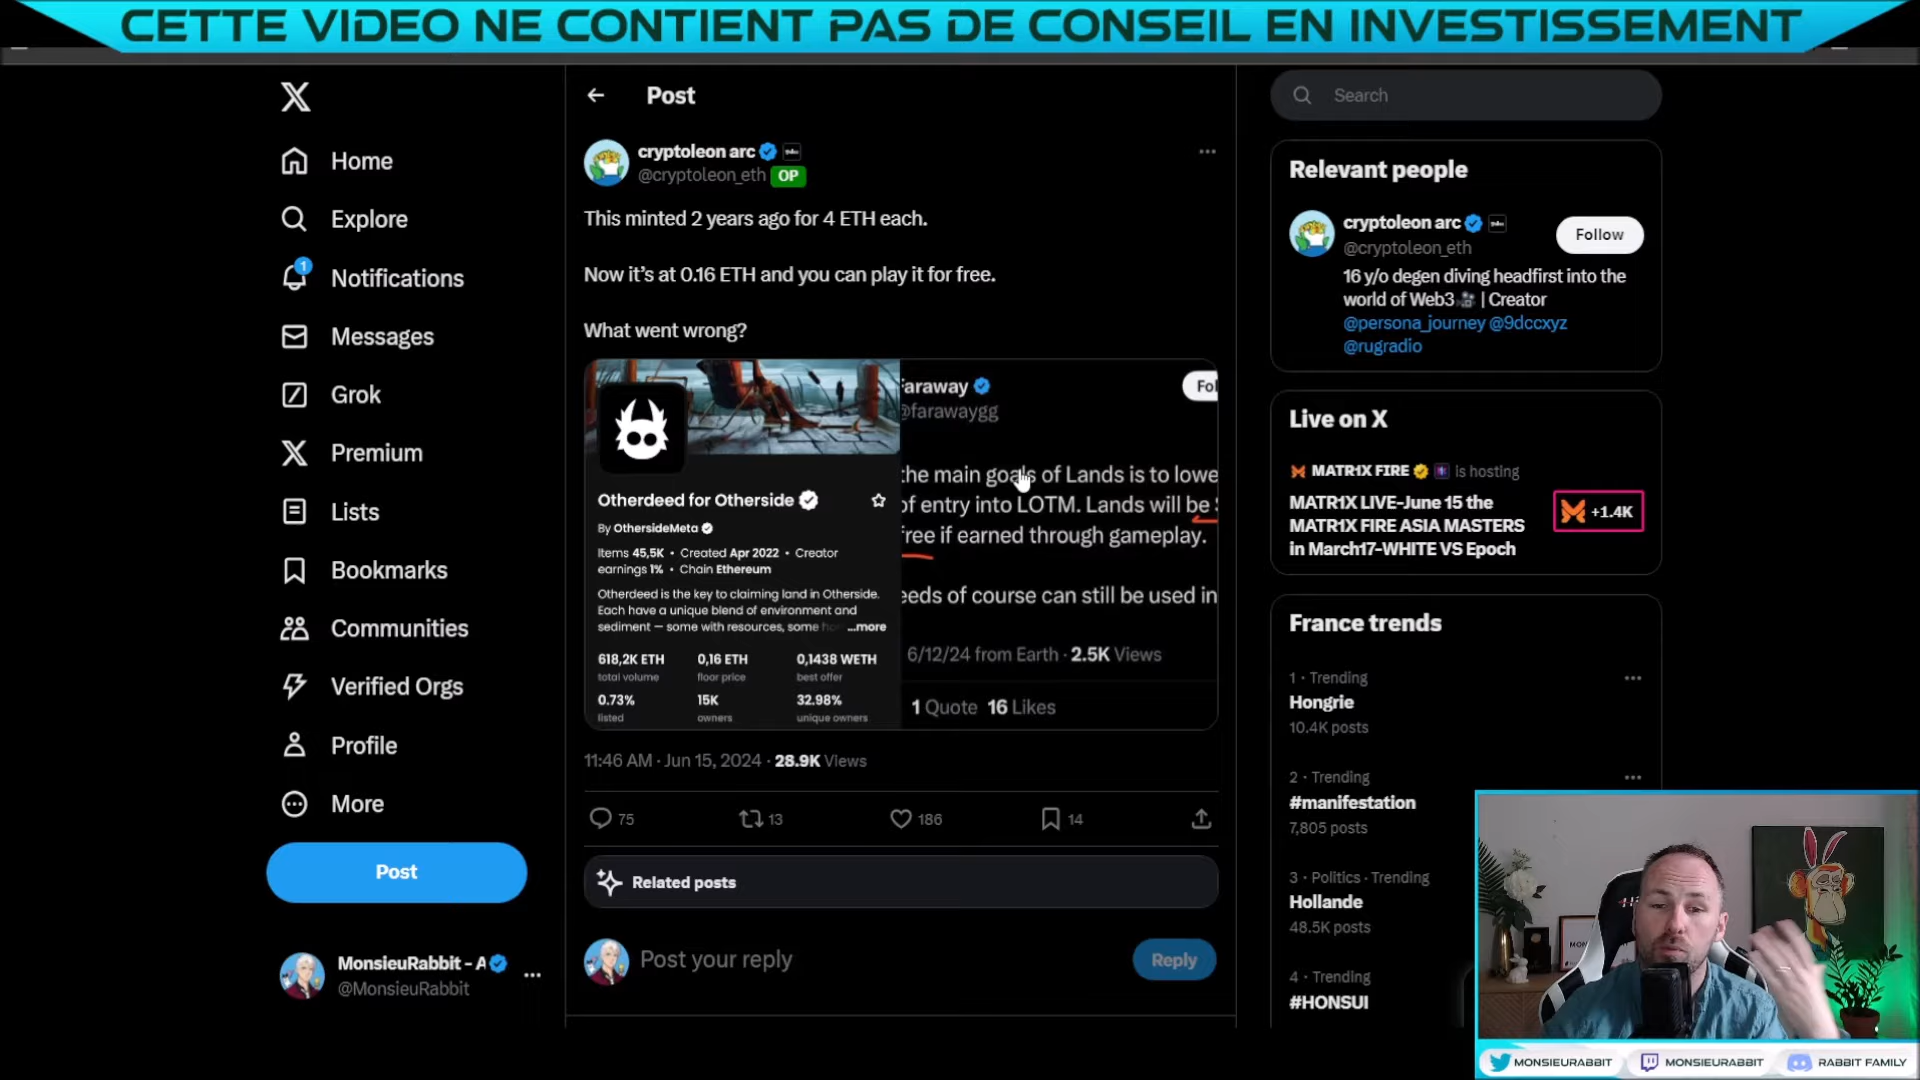 CETTE VIDEO NE CONTIENT PAS DE CONSEIL EN INVESTISSEMENT
Home
Explore
1
Notifications
Messages
Grok
Premium
Lists
Bookmarks
Communities
Verified Orgs
Profile
More
Post
MonsieuRabbit - A
@MonsieuRabbit
Post
cryptoleon arc
@cryptoleon_eth OP
This minted 2 years ago for 4 ETH each.
Now it's at 0.16 ETH and you can play it for free.
What went wrong?
Otherdeed for Otherside
By OthersideMeta
Items 45,5K • Created Apr 2022 • Creator
earnings 1% • Chain Ethereum
Otherdeed is the key to claiming land in Otherside.
Each have a unique blend of environment and
sediment — some with resources, some ...more
618,2K ETH 0,16 ETH 0,1438 WETH
total volume floor price best offer
0.73% 15K 32.98%
listed owners unique owners
Faraway
@farawaygg
Fol
the main goals of Lands is to lowe
of entry into LOTM. Lands will be
free if earned through gameplay.
eeds of course can still be used in
6/12/24 from Earth · 2.5K Views
1 Quote 16 Likes
11:46 AM · Jun 15, 2024 · 28.9K Views
75 13 186 14
Related posts
Post your reply
Reply
Search
Relevant people
cryptoleon arc
@cryptoleon_eth
Follow
16 y/o degen diving headfirst into the
world of Web3 | Creator
@persona_journey @9dccxyz
@rugradio
Live on X
MATR1X FIRE is hosting
MATR1X LIVE-June 15 the
MATR1X FIRE ASIA MASTERS
in March17-WHITE VS Epoch
+1.4K
France trends
1 · Trending
Hongrie
10.4K posts
2 · Trending
#manifestation
7,805 posts
3 · Politics · Trending
Hollande
48.5K posts
4 · Trending
#HONSUI
MONSIEURABBIT
MONSIEURABBIT
RABBIT FAMILY